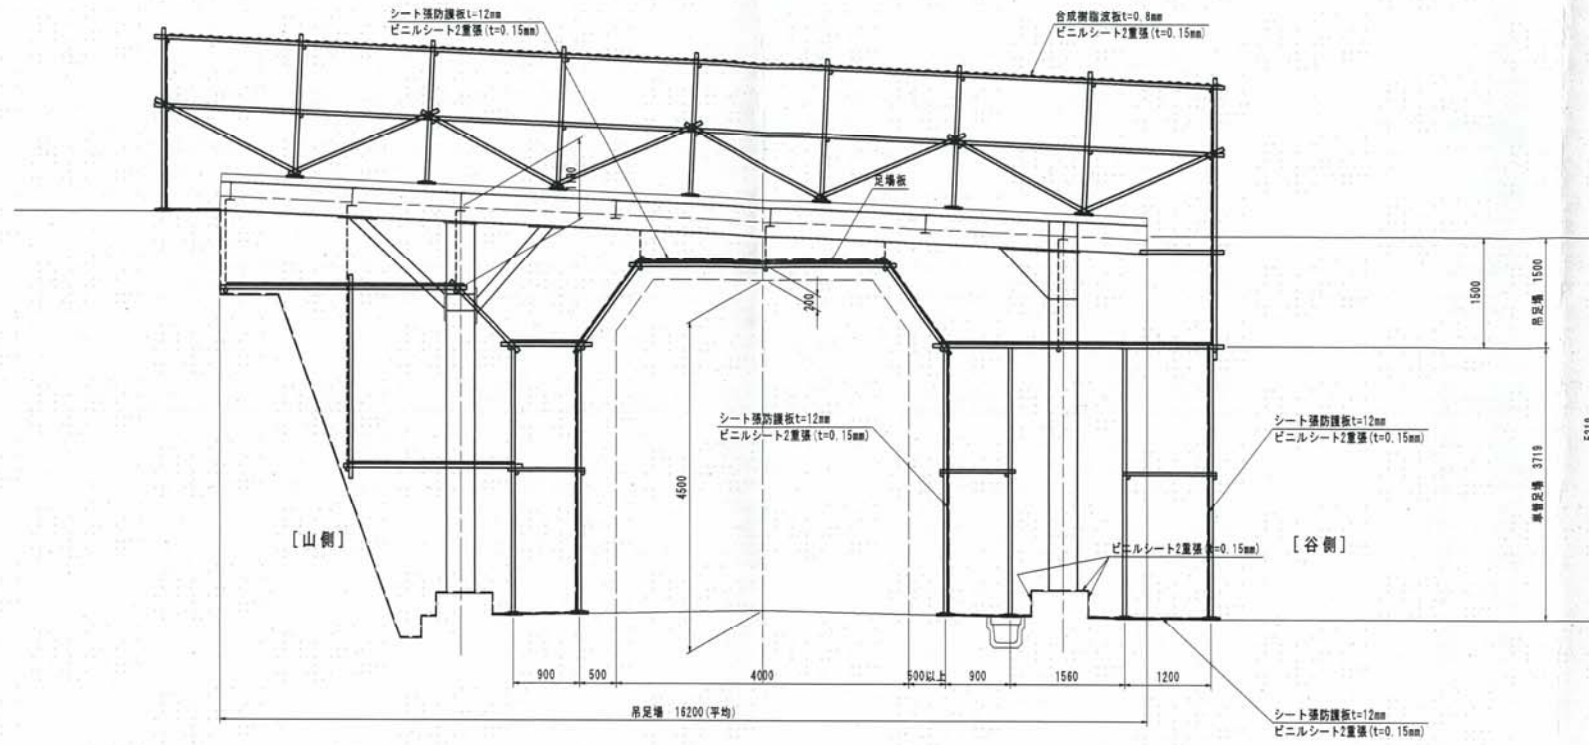 シート張防護板t=12mm
ビニルシート2重張(t=0.15mm)
合成樹脂波板t=0.8mm
ビニルシート2重張(t=0.15mm)
足場板
200
1500
吊足場 1500
シート張防護板t=12mm
ビニルシート2重張(t=0.15mm)
シート張防護板t=12mm
ビニルシート2重張(t=0.15mm)
4500
単管足場 3719
[山側]
ビニルシート2重張(t=0.15mm)
[谷側]
900
500
4000
500以上
900
1560
1200
吊足場 16200(平均)
シート張防護板t=12mm
ビニルシート2重張(t=0.15mm)